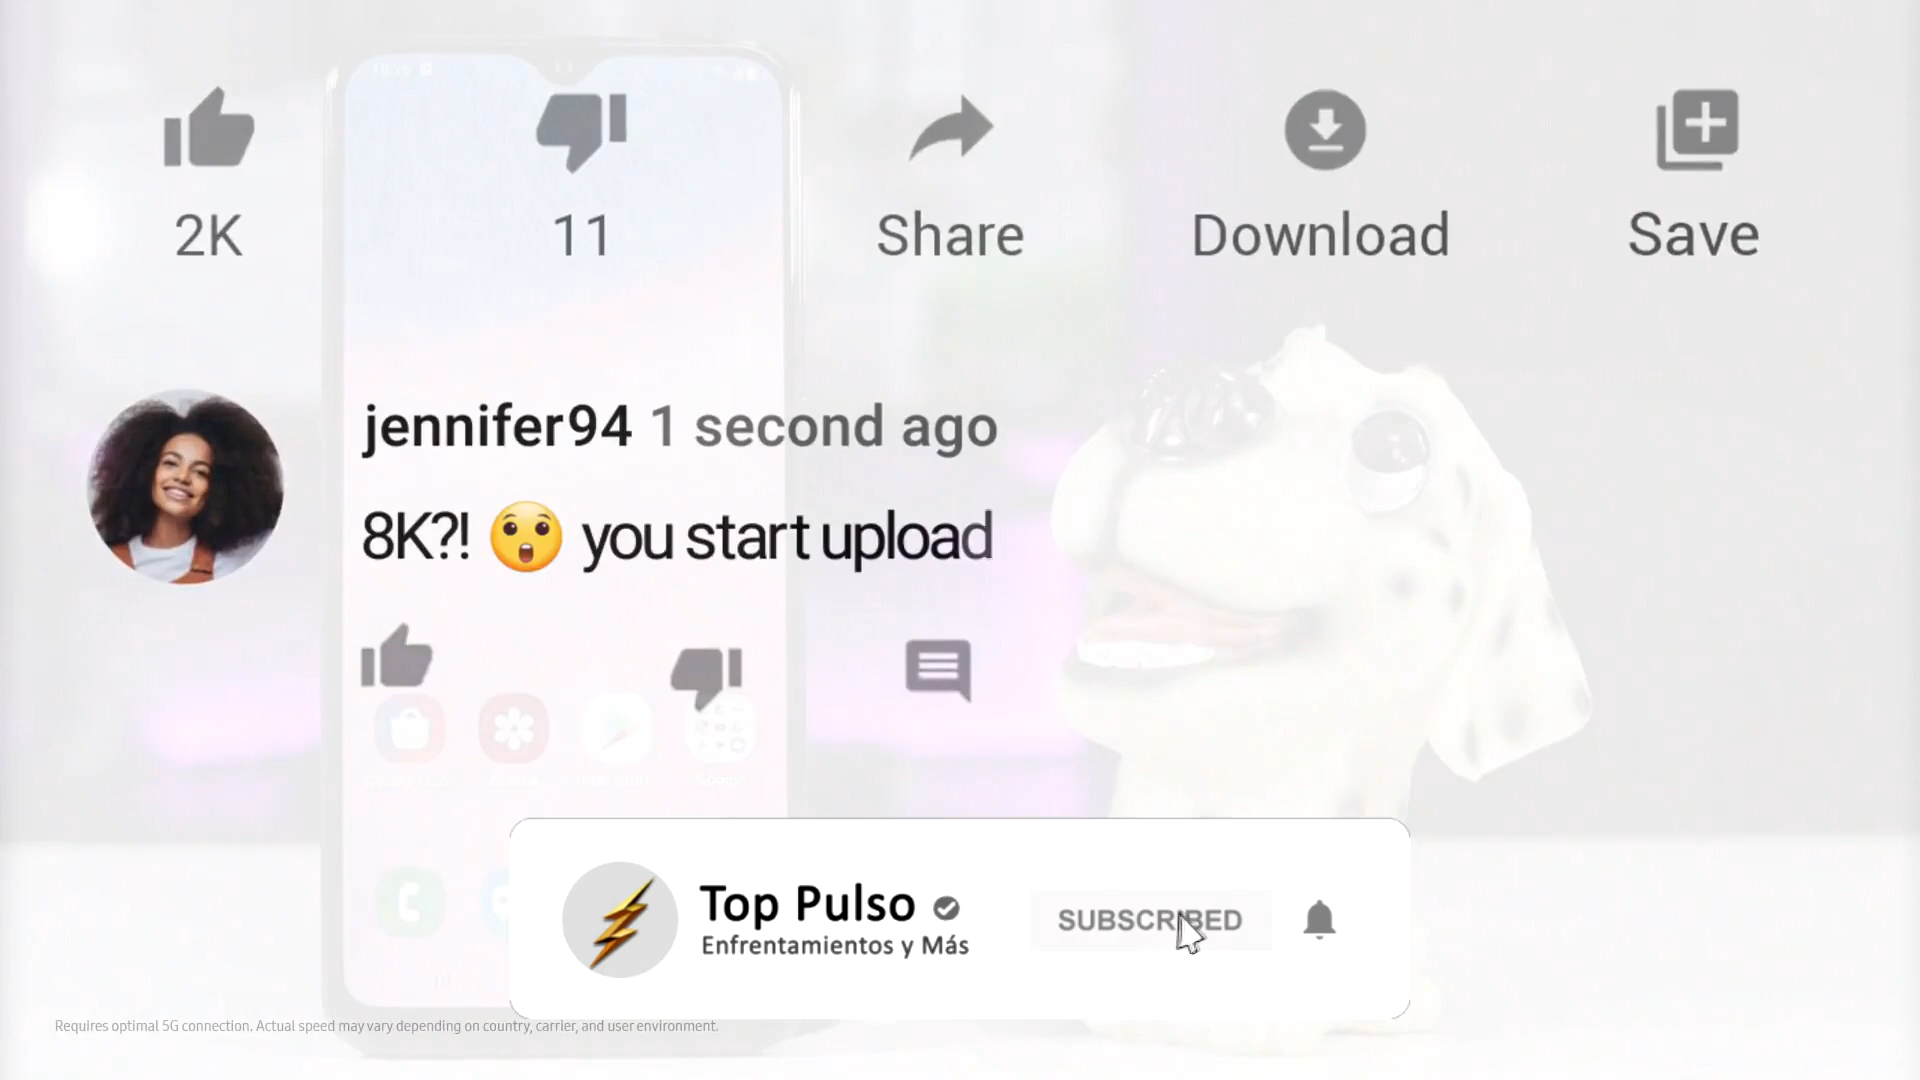 2K
11
Share
Download
Save
jennifer94 1 second ago
8K?! 😲 you start upload
Top Pulso
Enfrentamientos y Más
SUBSCRIBED
Requires optimal 5G connection. Actual speed may vary depending on country, carrier, and user environment.